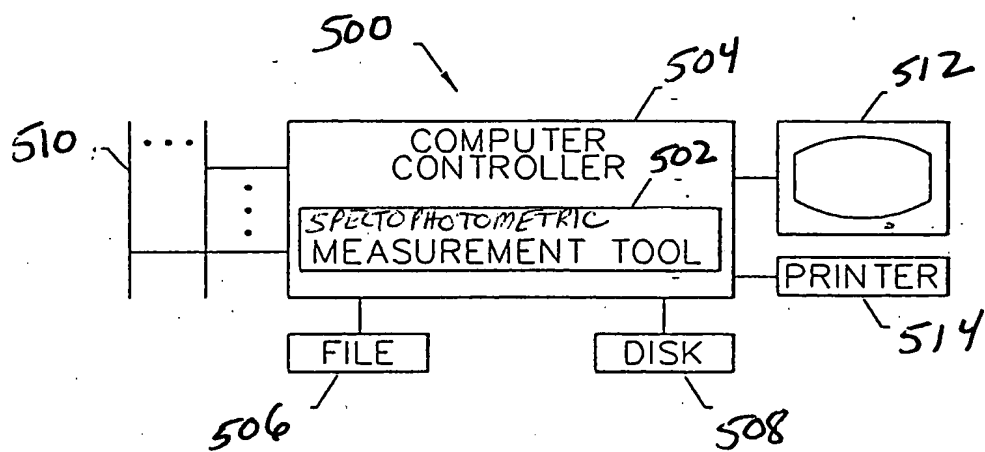 500
504
512
510
COMPUTER
CONTROLLER
502
SPECTOPHOTOMETRIC
MEASUREMENT TOOL
PRINTER
514
FILE
DISK
506
508